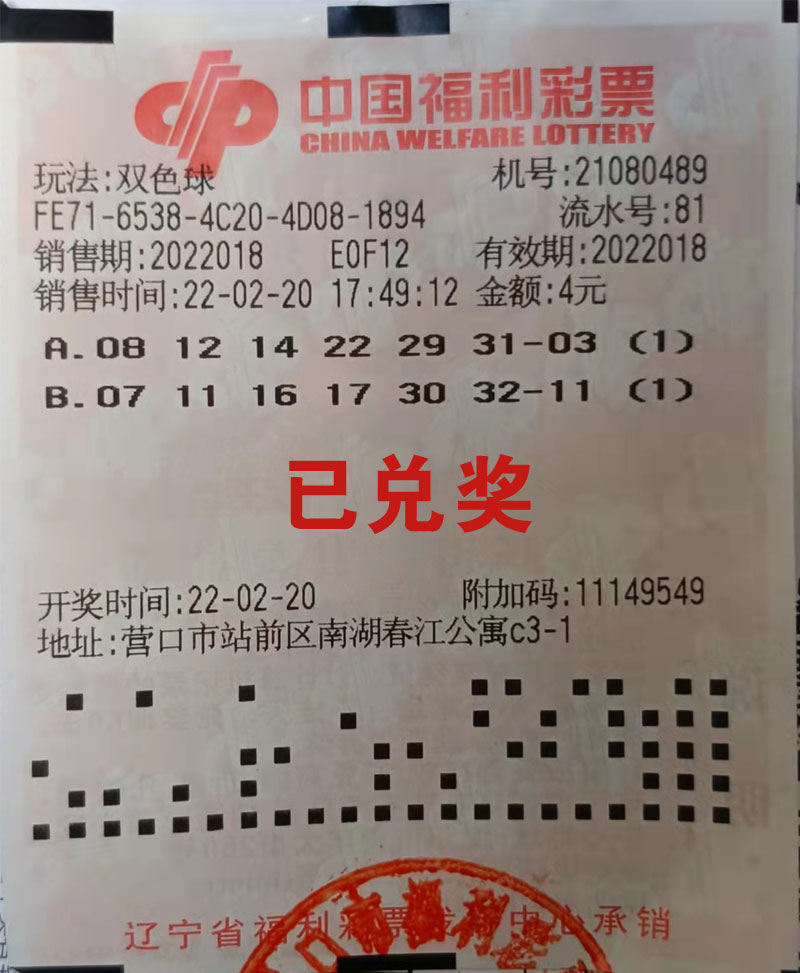 中国福利彩票
CHINA WELFARE LOTTERY
玩法:双色球 机号:21080489
FE71-6538-4C20-4D08-1894 流水号:81
销售期:2022018 E0F12 有效期:2022018
销售时间:22-02-20 17:49:12 金额:4元
A.08 12 14 22 29 31-03 (1)
B.07 11 16 17 30 32-11 (1)
已兑奖
开奖时间:22-02-20 附加码:11149549
地址:营口市站前区南湖春江公寓c3-1
辽宁省福利彩票 中心承销